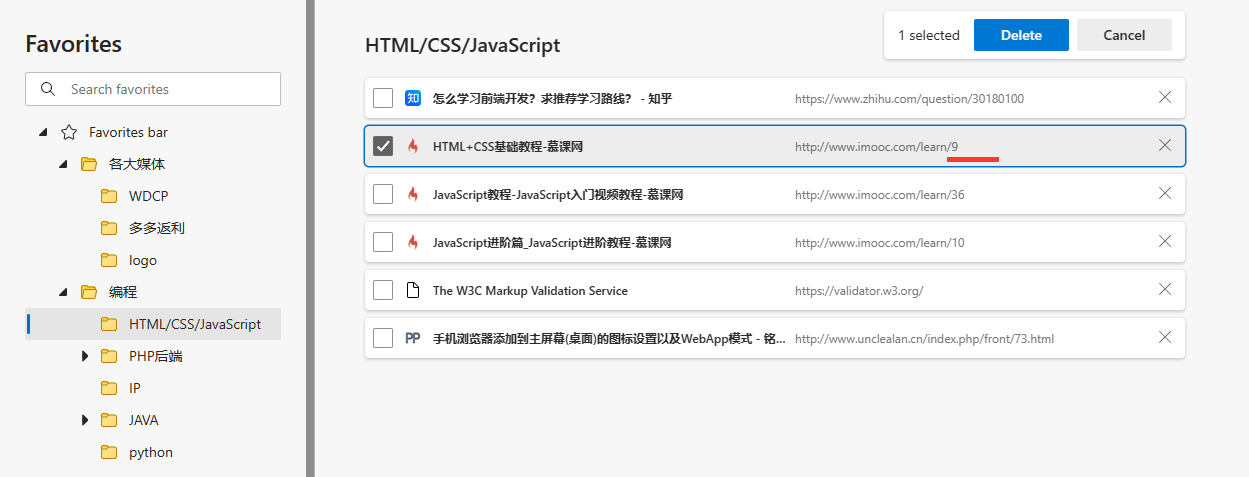 Favorites
Search favorites
Favorites bar
各大媒体
WDCP
多多返利
logo
编程
HTML/CSS/JavaScript
PHP后端
IP
JAVA
python
HTML/CSS/JavaScript
1 selected Delete Cancel
知 怎么学习前端开发？求推荐学习路线？ - 知乎 https://www.zhihu.com/question/30180100
HTML+CSS基础教程-慕课网 http://www.imooc.com/learn/9
JavaScript教程-JavaScript入门视频教程-慕课网 http://www.imooc.com/learn/36
JavaScript进阶篇_JavaScript进阶教程-慕课网 http://www.imooc.com/learn/10
The W3C Markup Validation Service https://validator.w3.org/
PP 手机浏览器添加到主屏幕(桌面)的图标设置以及WebApp模式 - 铭... http://www.unclealan.cn/index.php/front/73.html